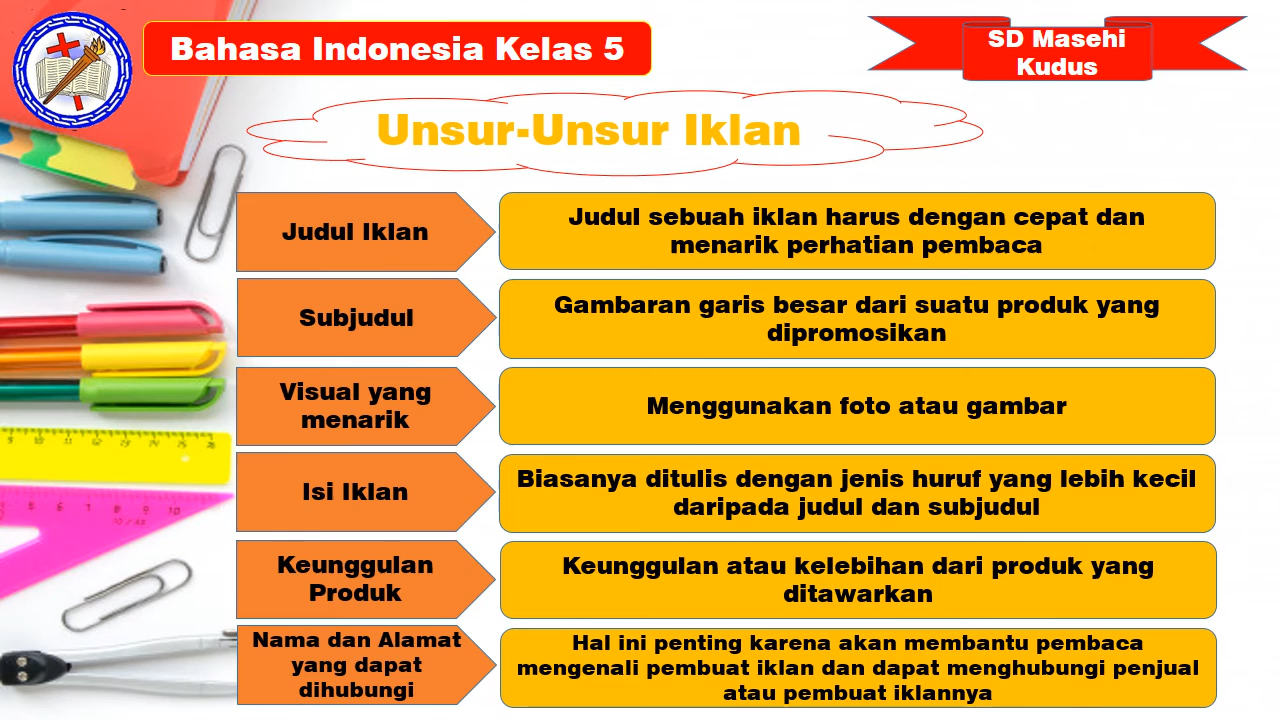 Bahasa Indonesia Kelas 5
SD Masehi
Kudus
Unsur-Unsur Iklan
Judul Iklan
Judul sebuah iklan harus dengan cepat dan
menarik perhatian pembaca
Subjudul
Gambaran garis besar dari suatu produk yang
dipromosikan
Visual yang
menarik
Menggunakan foto atau gambar
Isi Iklan
Biasanya ditulis dengan jenis huruf yang lebih kecil
daripada judul dan subjudul
Keunggulan
Produk
Keunggulan atau kelebihan dari produk yang
ditawarkan
Nama dan Alamat
yang dapat
dihubungi
Hal ini penting karena akan membantu pembaca
mengenali pembuat iklan dan dapat menghubungi penjual
atau pembuat iklannya